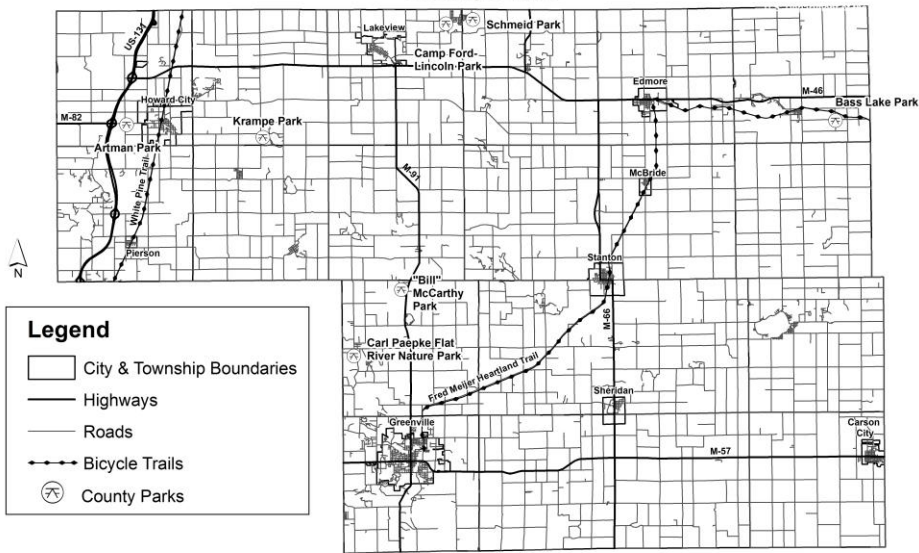 US-131
Lakeview
Schmeid Park
Camp Ford-
Lincoln Park
Edmore
M-46
Bass Lake Park
Howard City
M-82
Krampe Park
Artman Park
White Pine Trail
M-91
McBride
Pierson
N
Stanton
"Bill"
McCarthy
Park
M-66
Carl Paepke Flat
River Nature Park
Fred Meijer Heartland Trail
Sheridan
Greenville
Carson
City
M-57
Legend
City & Township Boundaries
Highways
Roads
Bicycle Trails
County Parks